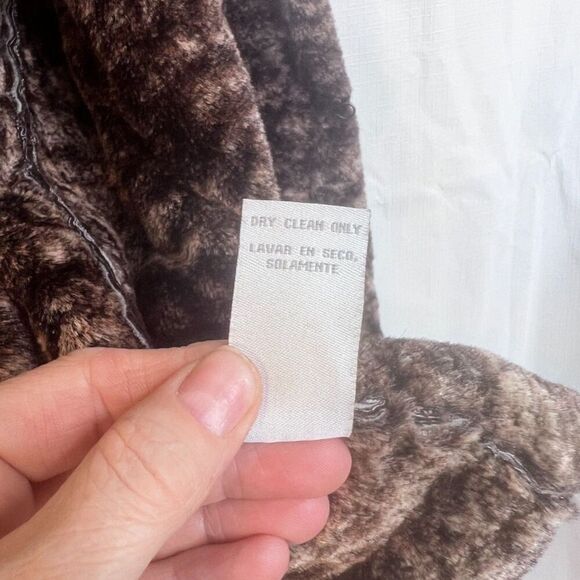 DRY CLEAN ONLY
LAVAR EN SECO,
SOLAMENTE